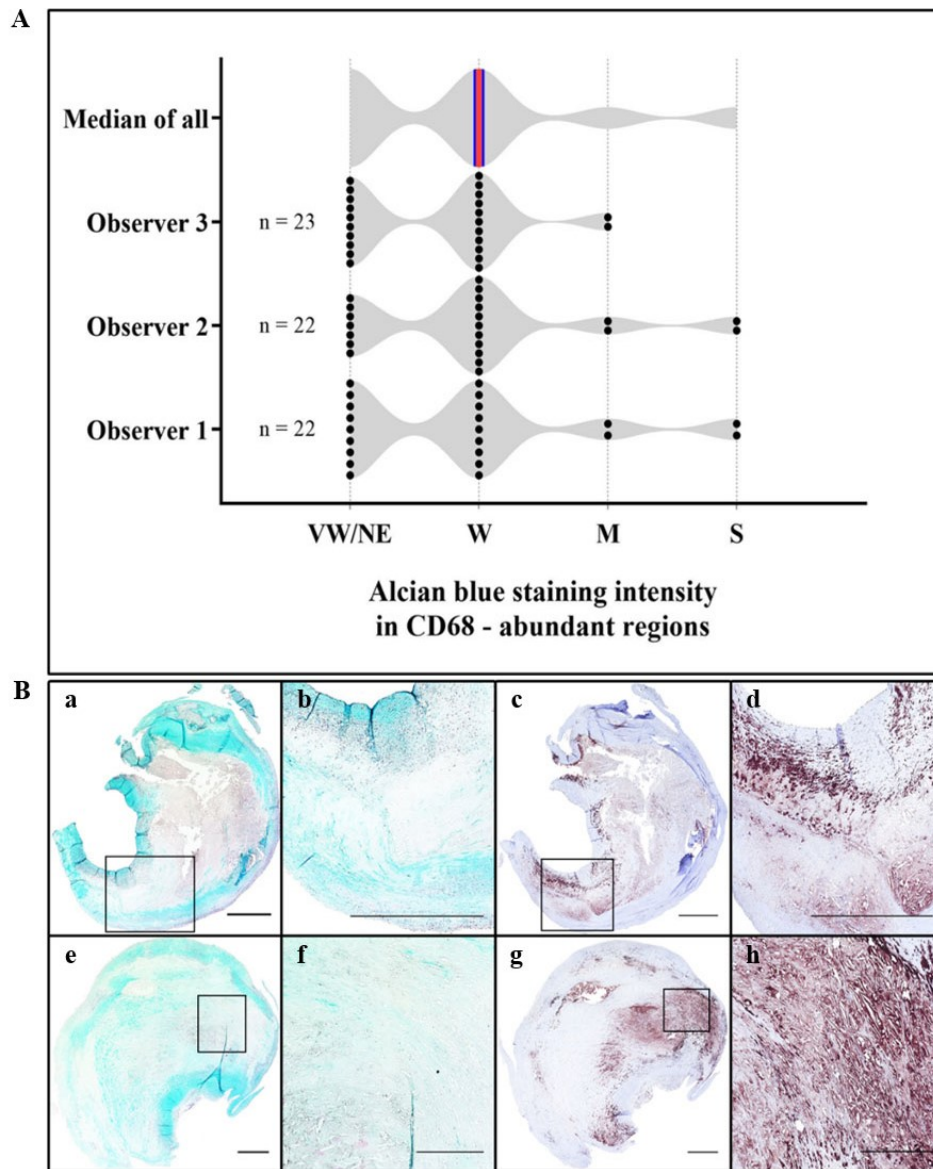 A
Median of all
Observer 3
n = 23
Observer 2
n = 22
Observer 1
n = 22
VW/NE W M S
Alcian blue staining intensity
in CD68 - abundant regions
B
a b c d
e f g h